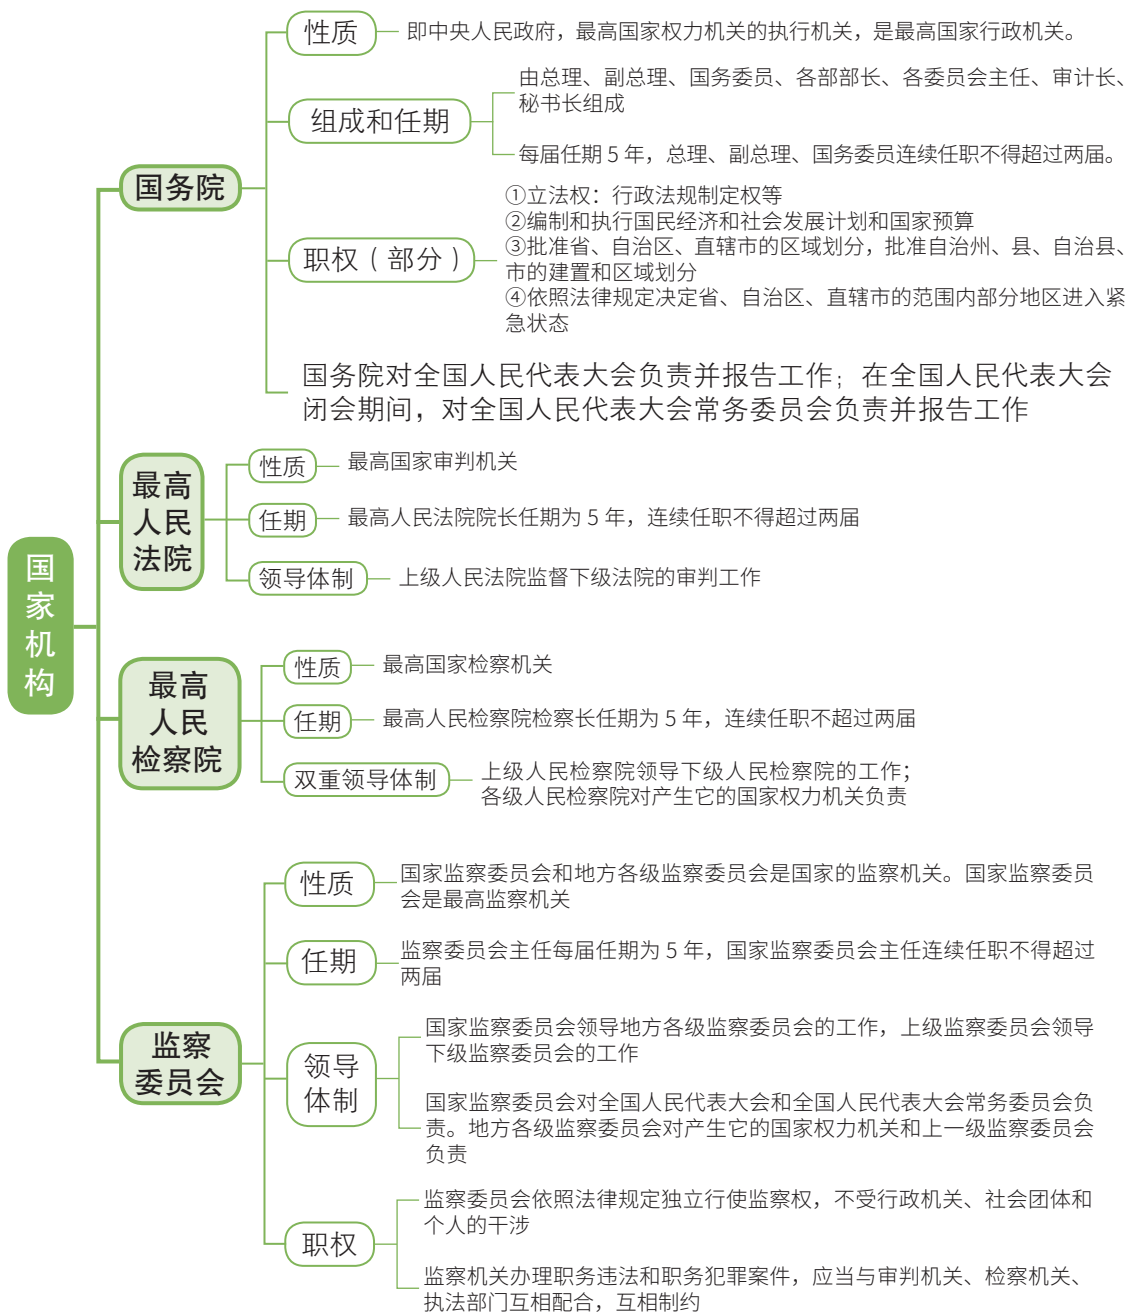 国家机构
国务院
性质
即中央人民政府，最高国家权力机关的执行机关，是最高国家行政机关。
组成和任期
由总理、副总理、国务委员、各部部长、各委员会主任、审计长、
秘书长组成
每届任期 5 年，总理、副总理、国务委员连续任职不得超过两届。
职权（部分）
①立法权：行政法规制定权等
②编制和执行国民经济和社会发展计划和国家预算
③批准省、自治区、直辖市的区域划分，批准自治州、县、自治县、
市的建置和区域划分
④依照法律规定决定省、自治区、直辖市的范围内部分地区进入紧
急状态
国务院对全国人民代表大会负责并报告工作；在全国人民代表大会
闭会期间，对全国人民代表大会常务委员会负责并报告工作
最高
人民
法院
性质
最高国家审判机关
任期
最高人民法院院长任期为 5 年，连续任职不得超过两届
领导体制
上级人民法院监督下级法院的审判工作
最高
人民
检察院
性质
最高国家检察机关
任期
最高人民检察院检察长任期为 5 年，连续任职不超过两届
双重领导体制
上级人民检察院领导下级人民检察院的工作；
各级人民检察院对产生它的国家权力机关负责
监察
委员会
性质
国家监察委员会和地方各级监察委员会是国家的监察机关。国家监察委员
会是最高监察机关
任期
监察委员会主任每届任期为 5 年，国家监察委员会主任连续任职不得超过
两届
领导
体制
国家监察委员会领导地方各级监察委员会的工作，上级监察委员会领导
下级监察委员会的工作
国家监察委员会对全国人民代表大会和全国人民代表大会常务委员会负
责。地方各级监察委员会对产生它的国家权力机关和上一级监察委员会
负责
职权
监察委员会依照法律规定独立行使监察权，不受行政机关、社会团体和
个人的干涉
监察机关办理职务违法和职务犯罪案件，应当与审判机关、检察机关、
执法部门互相配合，互相制约